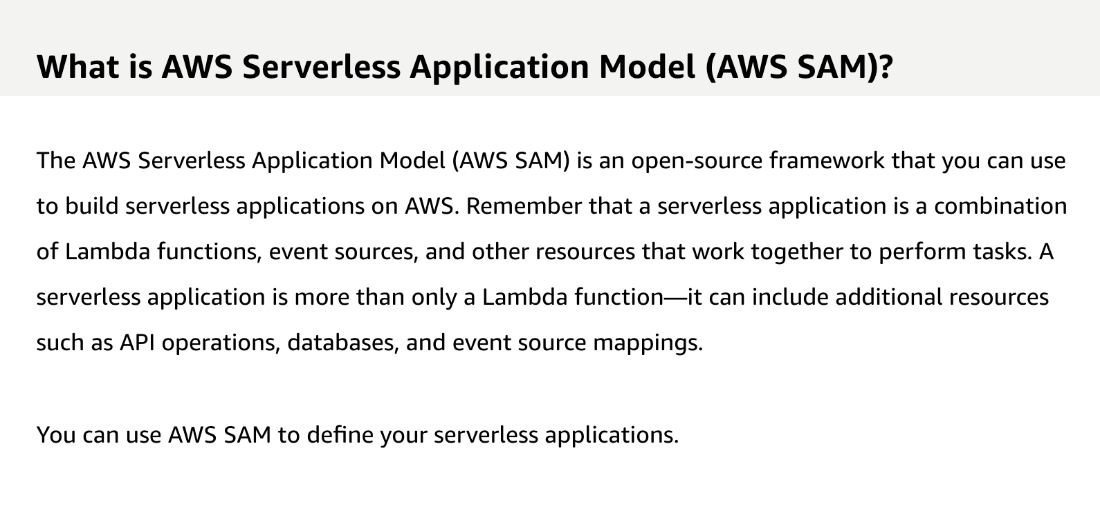 What is AWS Serverless Application Model (AWS SAM)?
The AWS Serverless Application Model (AWS SAM) is an open-source framework that you can use
to build serverless applications on AWS. Remember that a serverless application is a combination
of Lambda functions, event sources, and other resources that work together to perform tasks. A
serverless application is more than only a Lambda function—it can include additional resources
such as API operations, databases, and event source mappings.
You can use AWS SAM to define your serverless applications.